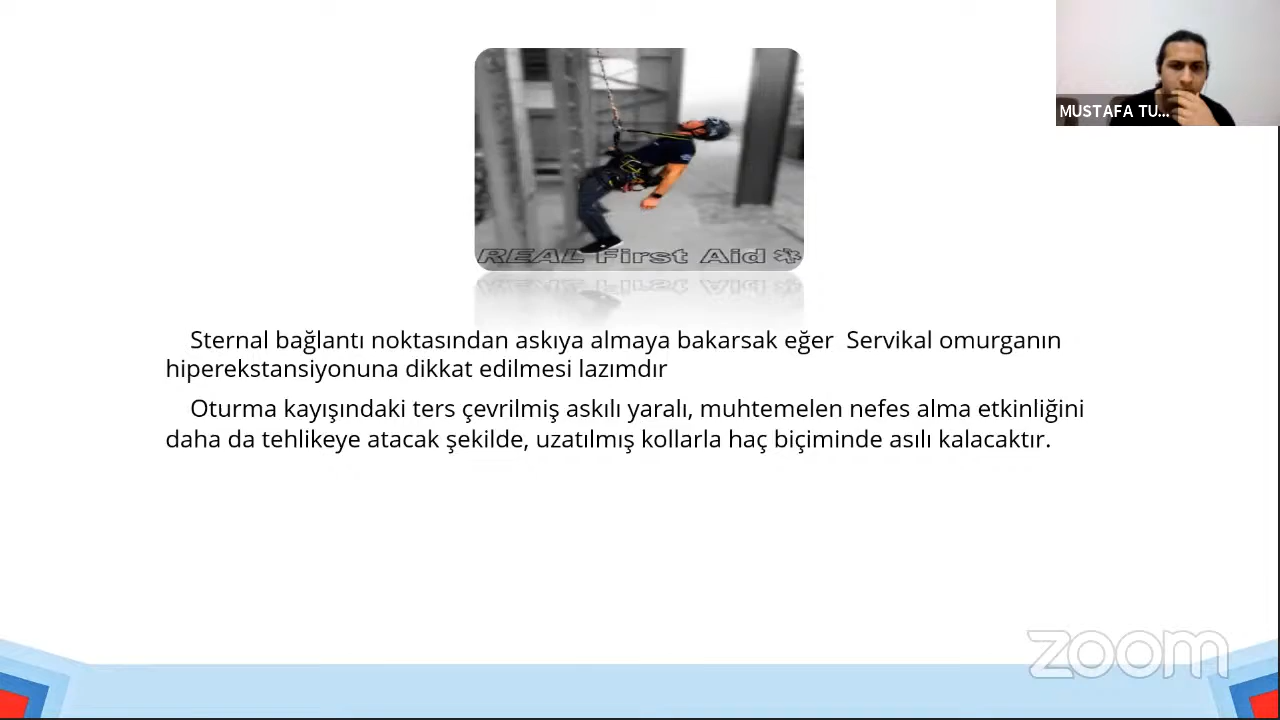 MUSTAFA TU...
REAL First Aid
Sternal bağlantı noktasından askıya almaya bakarsak eğer  Servikal omurganın
hiperekstansiyonuna dikkat edilmesi lazımdır
Oturma kayışındaki ters çevrilmiş askılı yaralı, muhtemelen nefes alma etkinliğini
daha da tehlikeye atacak şekilde, uzatılmış kollarla haç biçiminde asılı kalacaktır.
zoom